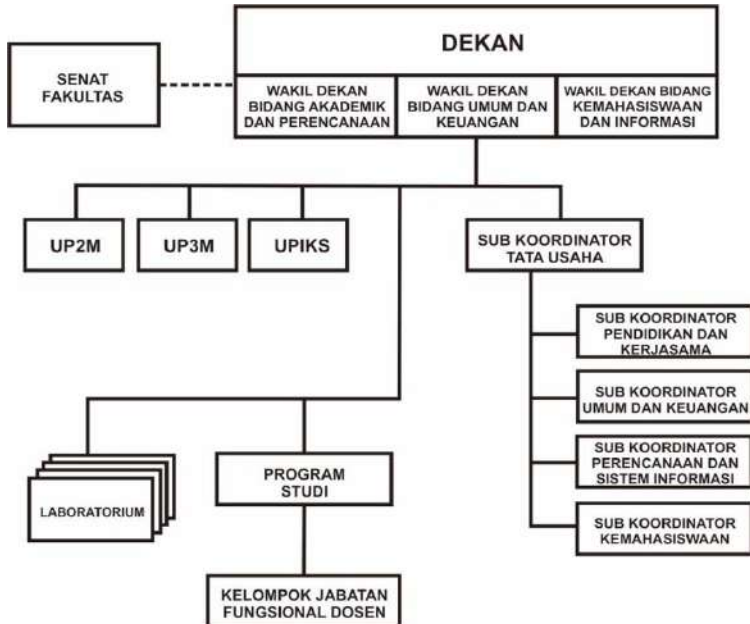 DEKAN
SENAT
FAKULTAS
WAKIL DEKAN
BIDANG AKADEMIK
DAN PERENCANAAN
WAKIL DEKAN
BIDANG UMUM DAN
KEUANGAN
WAKIL DEKAN BIDANG
KEMAHASISWAAN
DAN INFORMASI
UP2M
UP3M
UPIKS
SUB KOORDINATOR
TATA USAHA
SUB KOORDINATOR
PENDIDIKAN DAN
KERJASAMA
SUB KOORDINATOR
UMUM DAN KEUANGAN
SUB KOORDINATOR
PERENCANAAN DAN
SISTEM INFORMASI
SUB KOORDINATOR
KEMAHASISWAAN
LABORATORIUM
PROGRAM
STUDI
KELOMPOK JABATAN
FUNGSIONAL DOSEN